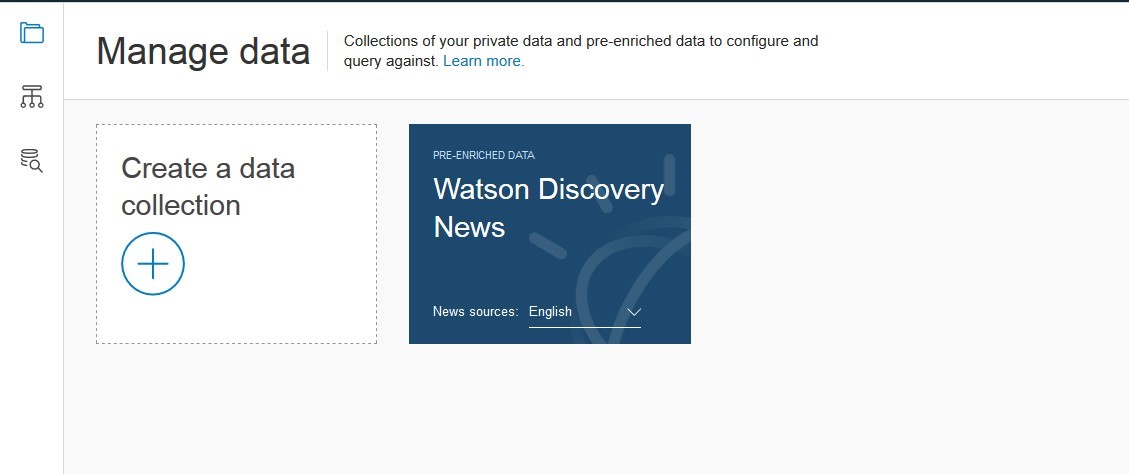 Manage data
Collections of your private data and pre-enriched data to configure and
query against. Learn more.
Create a data
collection
PRE-ENRICHED DATA
Watson Discovery
News
News sources: English